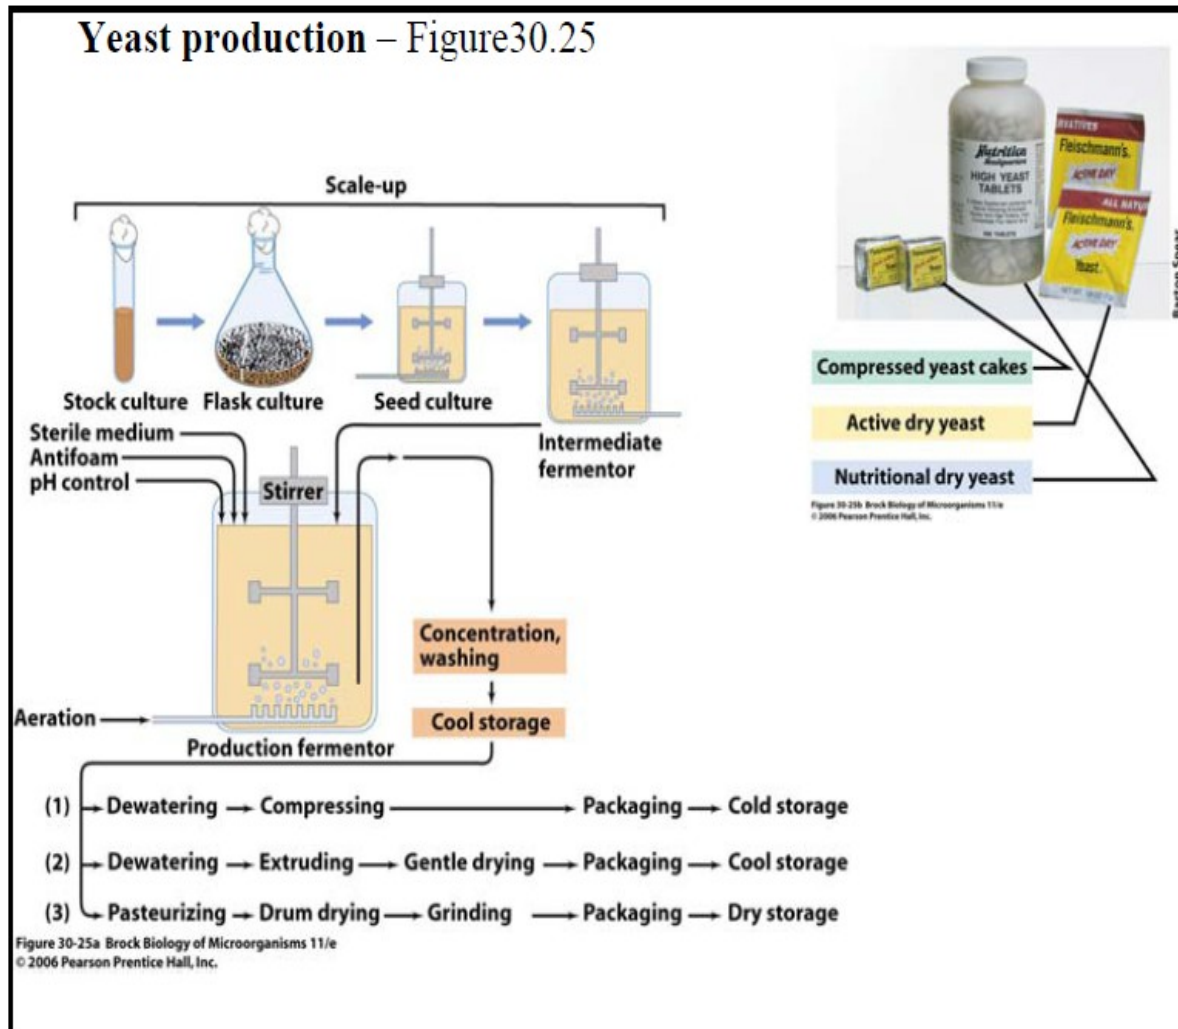 Yeast production – Figure30.25
Scale-up
Stock culture
Flask culture
Seed culture
Intermediate
fermentor
Sterile medium
Antifoam
pH control
Stirrer
Aeration
Production fermentor
Concentration,
washing
Cool storage
(1) Dewatering Compressing Packaging Cold storage
(2) Dewatering Extruding Gentle drying Packaging Cool storage
(3) Pasteurizing Drum drying Grinding Packaging Dry storage
Figure 30-25a Brock Biology of Microorganisms 11/e
© 2006 Pearson Prentice Hall, Inc.
Nutrition
Headquarters
HIGH YEAST
TABLETS
Fleischmann's
ACTIVE DRY
ALL NATU
Fleischmann's
ACTIVE DRY
Yeast
Compressed yeast cakes
Active dry yeast
Nutritional dry yeast
Figure 30-25b Brock Biology of Microorganisms 11/e
© 2006 Pearson Prentice Hall, Inc.